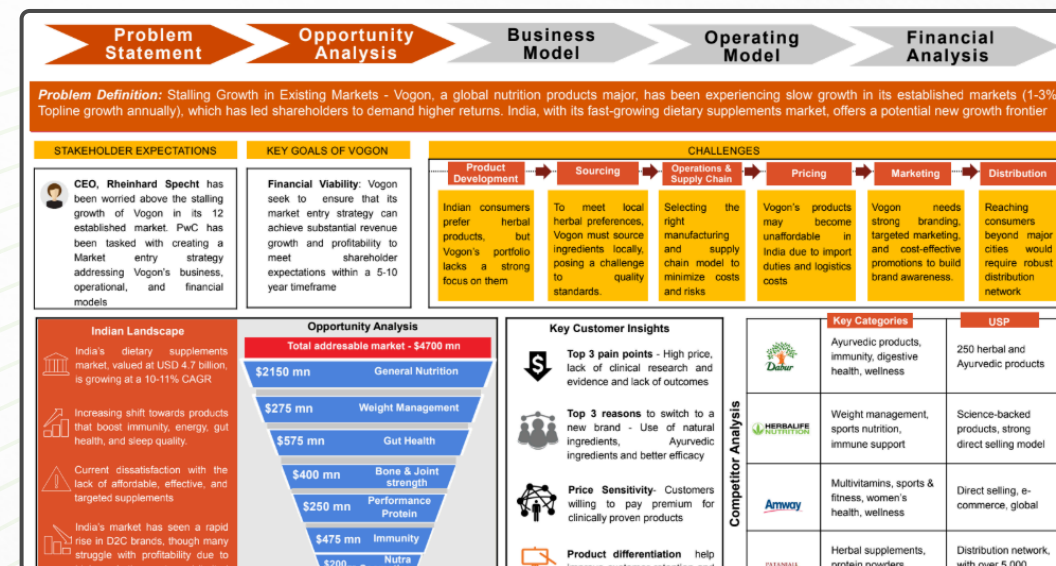 Problem
Statement
Opportunity
Analysis
Business
Model
Operating
Model
Financial
Analysis
Problem Definition: Stalling Growth in Existing Markets - Vogon, a global nutrition products major, has been experiencing slow growth in its established markets (1-3%
Topline growth annually), which has led shareholders to demand higher returns. India, with its fast-growing dietary supplements market, offers a potential new growth frontier
STAKEHOLDER EXPECTATIONS
CEO, Rheinhard Specht has
been worried above the stalling
growth of Vogon in its 12
established market. PwC has
been tasked with creating a
Market entry strategy
addressing Vogon's business,
operational, and financial
models
KEY GOALS OF VOGON
Financial Viability: Vogon
seek to ensure that its
market entry strategy can
achieve substantial revenue
growth and profitability to
meet shareholder
expectations within a 5-10
year timeframe
CHALLENGES
Product
Development
Indian consumers
prefer herbal
products, but
Vogon's portfolio
lacks a strong
focus on them
Sourcing
To meet local
herbal preferences,
Vogon must source
ingredients locally,
posing a challenge
to quality
standards.
Operations &
Supply Chain
Selecting the
right
manufacturing
and supply
chain model to
minimize costs
and risks
Pricing
Vogon's products
may become
unaffordable in
India due to import
duties and logistics
costs
Marketing
Vogon needs
strong branding,
targeted marketing,
and cost-effective
promotions to build
brand awareness.
Distribution
Reaching
consumers
beyond major
cities would
require robust
distribution
network
Indian Landscape
India's dietary supplements
market, valued at USD 4.7 billion,
is growing at a 10-11% CAGR
Increasing shift towards products
that boost immunity, energy, gut
health, and sleep quality.
Current dissatisfaction with the
lack of affordable, effective, and
targeted supplements
India's market has seen a rapid
rise in D2C brands, though many
struggle with profitability due to
Opportunity Analysis
Total addresable market - $4700 mn
$2150 mn General Nutrition
$275 mn Weight Management
$575 mn Gut Health
$400 mn Bone & Joint
strength
$250 mn Performance
Protein
$475 mn Immunity
$200 Nutra
Key Customer Insights
Top 3 pain points - High price,
lack of clinical research and
evidence and lack of outcomes
Top 3 reasons to switch to a
new brand - Use of natural
ingredients, Ayurvedic
ingredients and better efficacy
Price Sensitivity- Customers
willing to pay premium for
clinically proven products
Product differentiation help
Competitor Analysis
Key Categories
USP
Dabur
Ayurvedic products,
immunity, digestive
health, wellness
250 herbal and
Ayurvedic products
HERBALIFE
NUTRITION
Weight management,
sports nutrition,
immune support
Science-backed
products, strong
direct selling model
Amway
Multivitamins, sports &
fitness, women's
health, wellness
Direct selling, e-
commerce, global
Herbal supplements,
protein powders
Distribution network,
with over 5,000